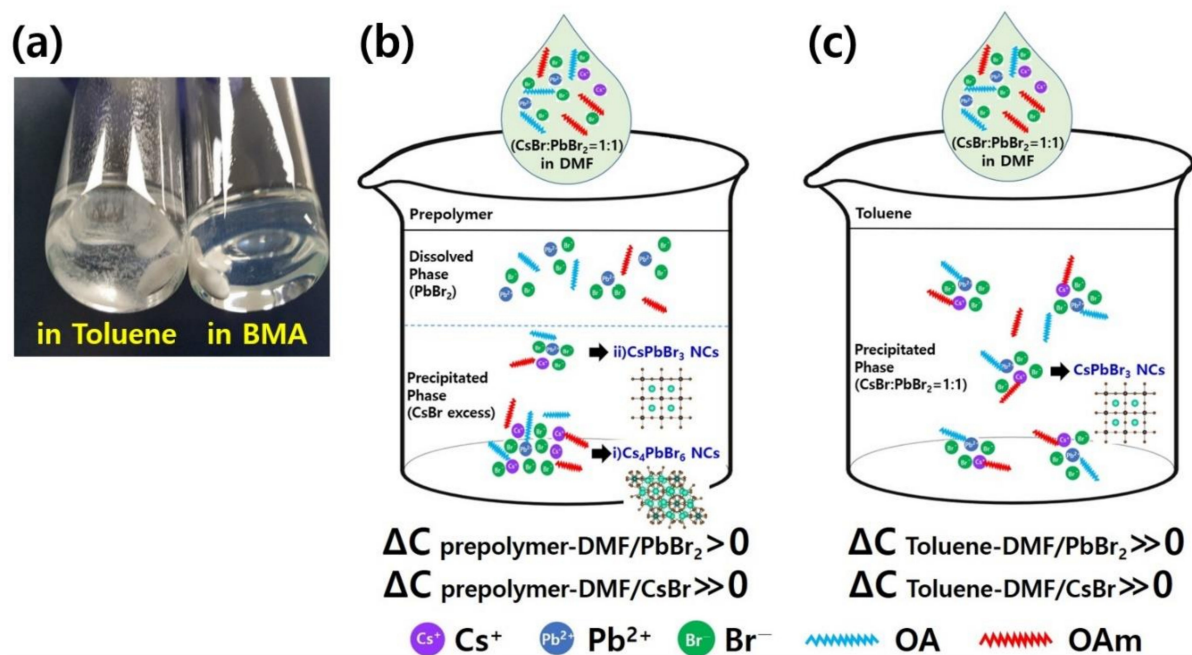 (a)
in Toluene
in BMA
(b)
Br⁻
Pb²⁺
Cs⁺
(CsBr:PbBr₂=1:1)
in DMF
Prepolymer
Dissolved
Phase
(PbBr₂)
Precipitated
Phase
(CsBr excess)
ii)CsPbBr₃ NCs
i)Cs₄PbBr₆ NCs
ΔC prepolymer-DMF/PbBr₂>0
ΔC prepolymer-DMF/CsBr≫0
(c)
(CsBr:PbBr₂=1:1)
in DMF
Toluene
Precipitated
Phase
(CsBr:PbBr₂=1:1)
CsPbBr₃ NCs
ΔC Toluene-DMF/PbBr₂≫0
ΔC Toluene-DMF/CsBr≫0
Cs⁺ Cs⁺ Pb²⁺ Pb²⁺ Br⁻ Br⁻ OA OAm